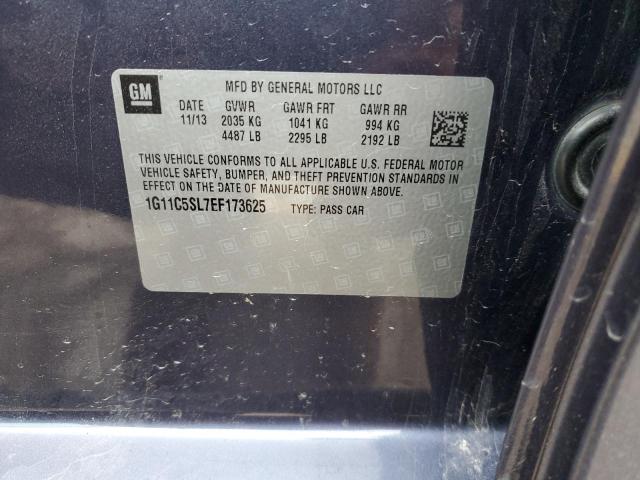 GM
MFD BY GENERAL MOTORS LLC
DATE GVWR GAWR FRT GAWR RR
11/13 2035 KG 1041 KG 994 KG
4487 LB 2295 LB 2192 LB
THIS VEHICLE CONFORMS TO ALL APPLICABLE U.S. FEDERAL MOTOR
VEHICLE SAFETY, BUMPER, AND THEFT PREVENTION STANDARDS IN
EFFECT ON THE DATE OF MANUFACTURE SHOWN ABOVE.
1G11C5SL7EF173625 TYPE: PASS CAR